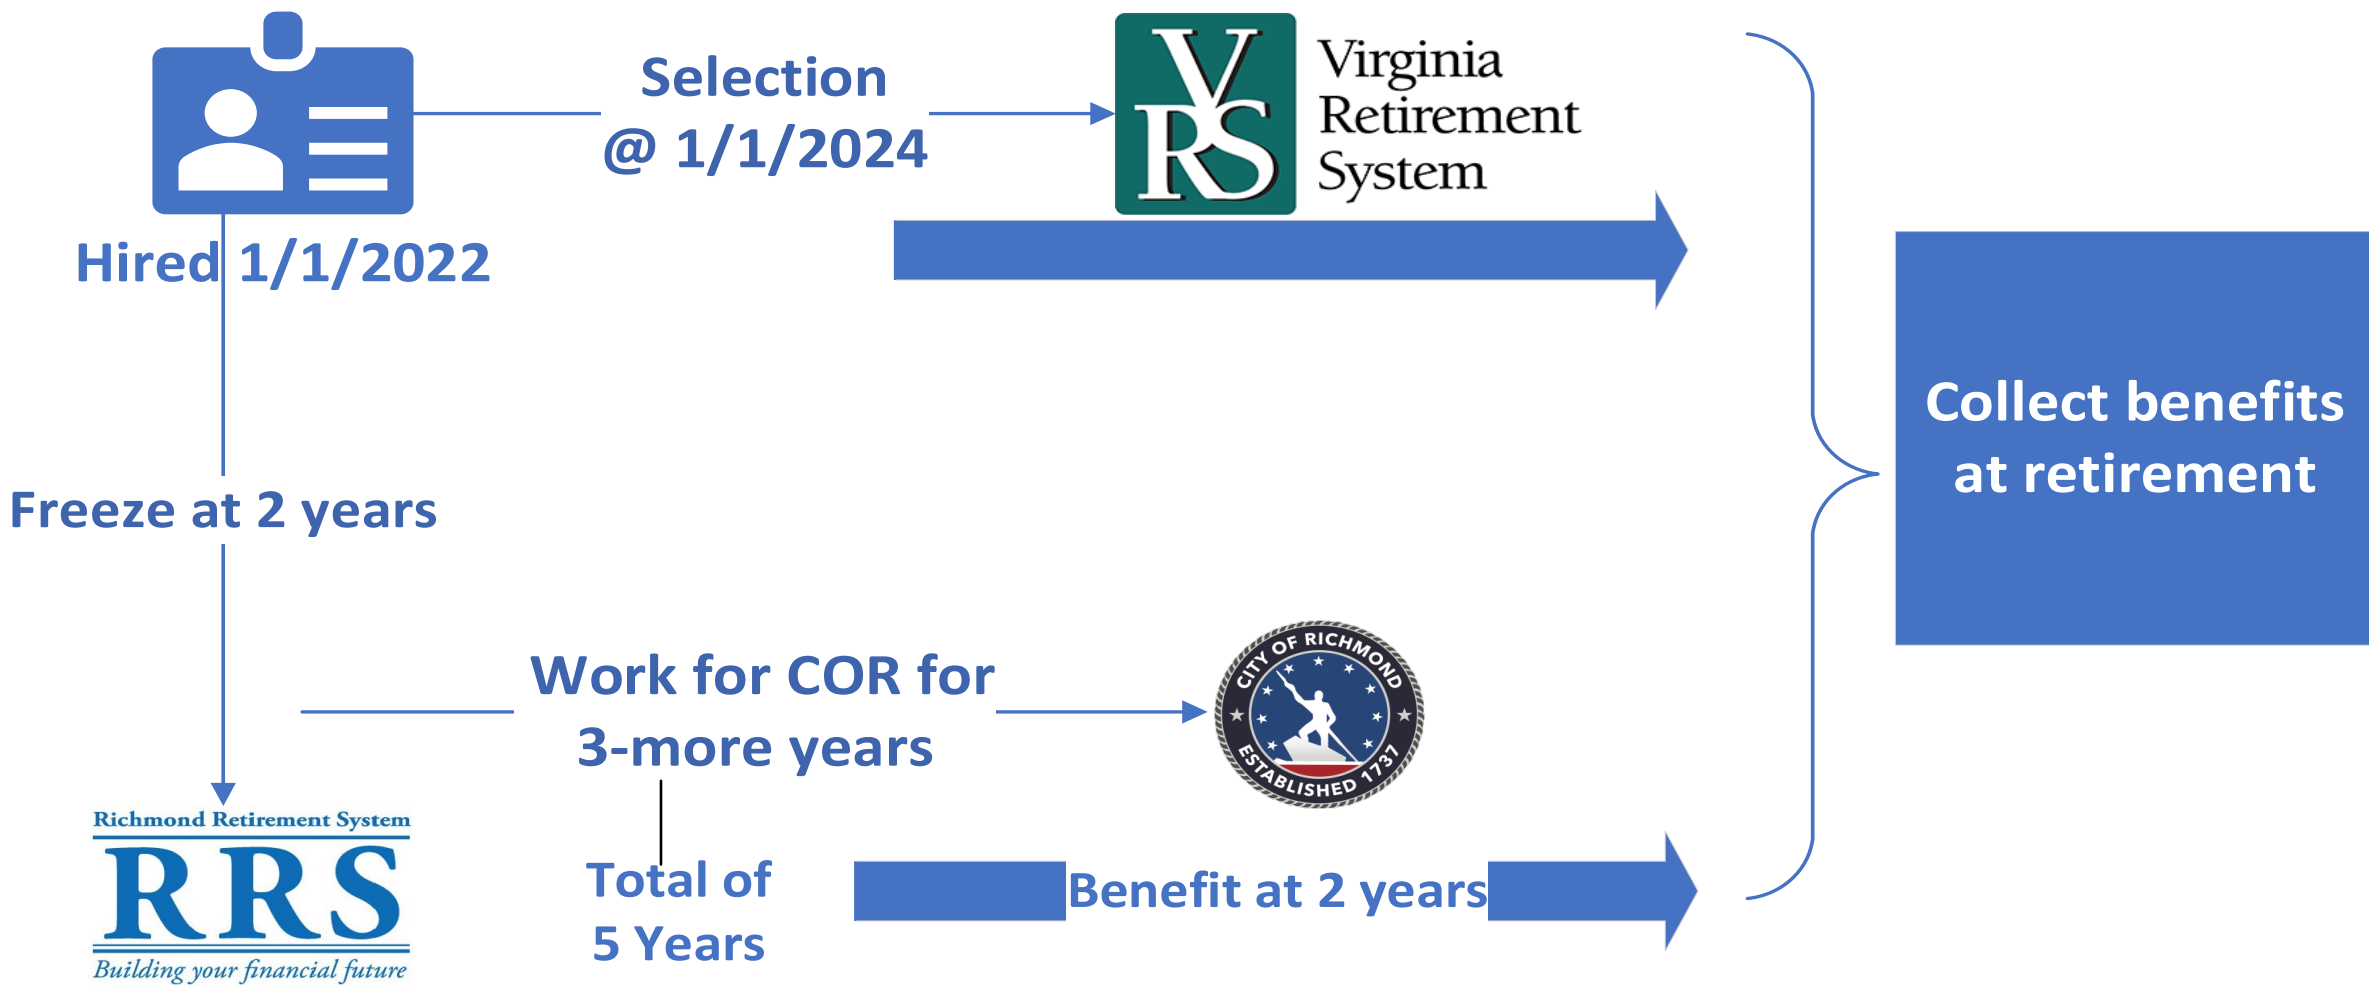 Selection
@ 1/1/2024
VRS
Virginia
Retirement
System
Hired 1/1/2022
Collect benefits
at retirement
Freeze at 2 years
Work for COR for
3-more years
CITY OF RICHMOND
ESTABLISHED 1737
Richmond Retirement System
RRS
Building your financial future
Total of
5 Years
Benefit at 2 years